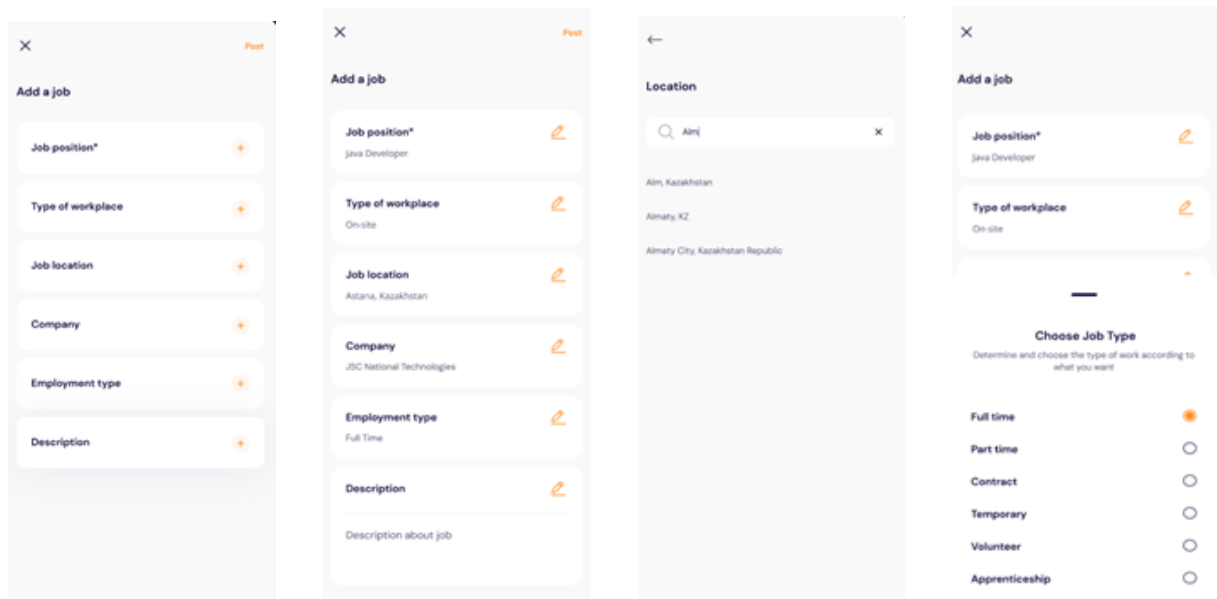 Post
Add a job
Job position*
Type of workplace
Job location
Company
Employment type
Description
Post
Add a job
Job position*
Java Developer
Type of workplace
On-site
Job location
Astana, Kazakhstan
Company
JSC National Technologies
Employment type
Full Time
Description
Description about job
Location
Alm
Alm, Kazakhstan
Almaty, KZ
Almaty City, Kazakhstan Republic
Add a job
Job position*
Java Developer
Type of workplace
On-site
Choose Job Type
Determine and choose the type of work according to
what you want
Full time
Part time
Contract
Temporary
Volunteer
Apprenticeship